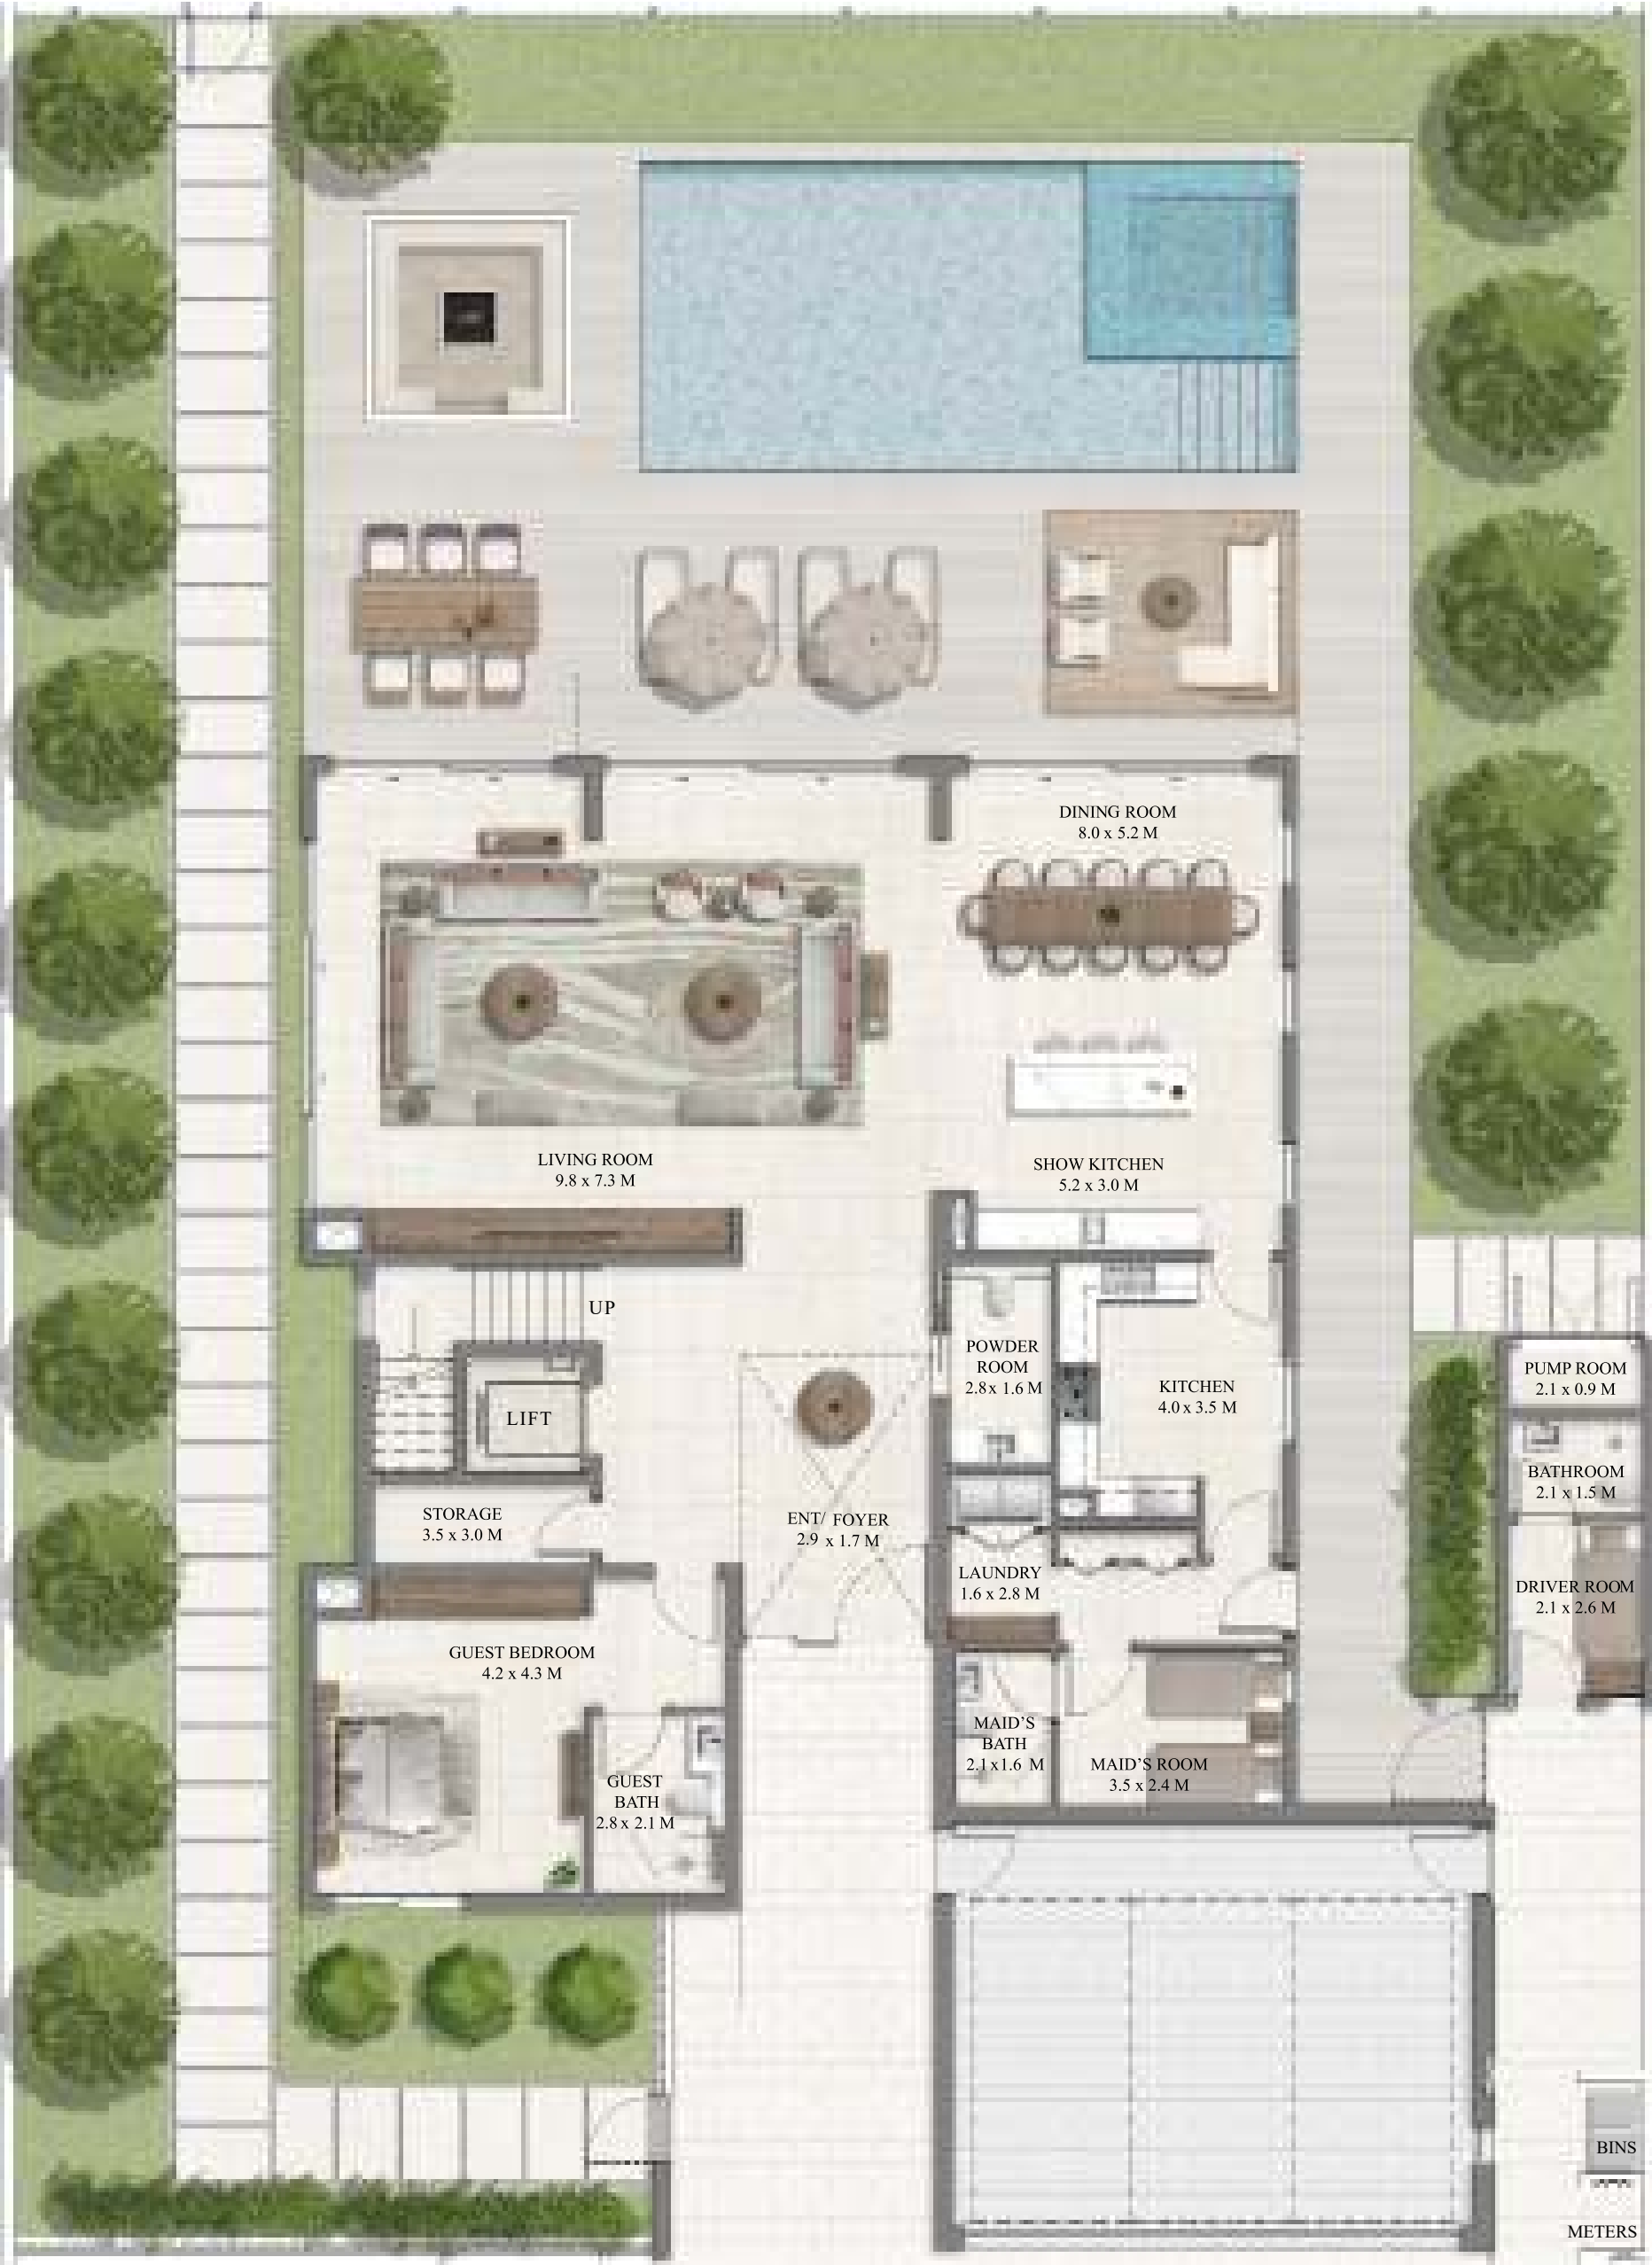 DINING ROOM
8.0 x 5.2 M
LIVING ROOM
9.8 x 7.3 M
SHOW KITCHEN
5.2 x 3.0 M
UP
POWDER
ROOM
2.8 x 1.6 M
KITCHEN
4.0 x 3.5 M
PUMP ROOM
2.1 x 0.9 M
LIFT
BATHROOM
2.1 x 1.5 M
STORAGE
3.5 x 3.0 M
ENT/ FOYER
2.9 x 1.7 M
LAUNDRY
1.6 x 2.8 M
DRIVER ROOM
2.1 x 2.6 M
GUEST BEDROOM
4.2 x 4.3 M
MAID'S
BATH
2.1 x 1.6 M
MAID'S ROOM
3.5 x 2.4 M
GUEST
BATH
2.8 x 2.1 M
BINS
METERS